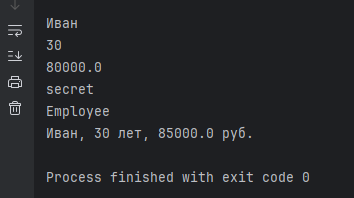 Иван
30
80000.0
secret
Employee
Иван, 30 лет, 85000.0 руб.
Process finished with exit code 0